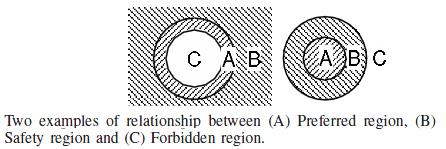 C A B A B C
Two examples of relationship between (A) Preferred region, (B)
Safety region and (C) Forbidden region.